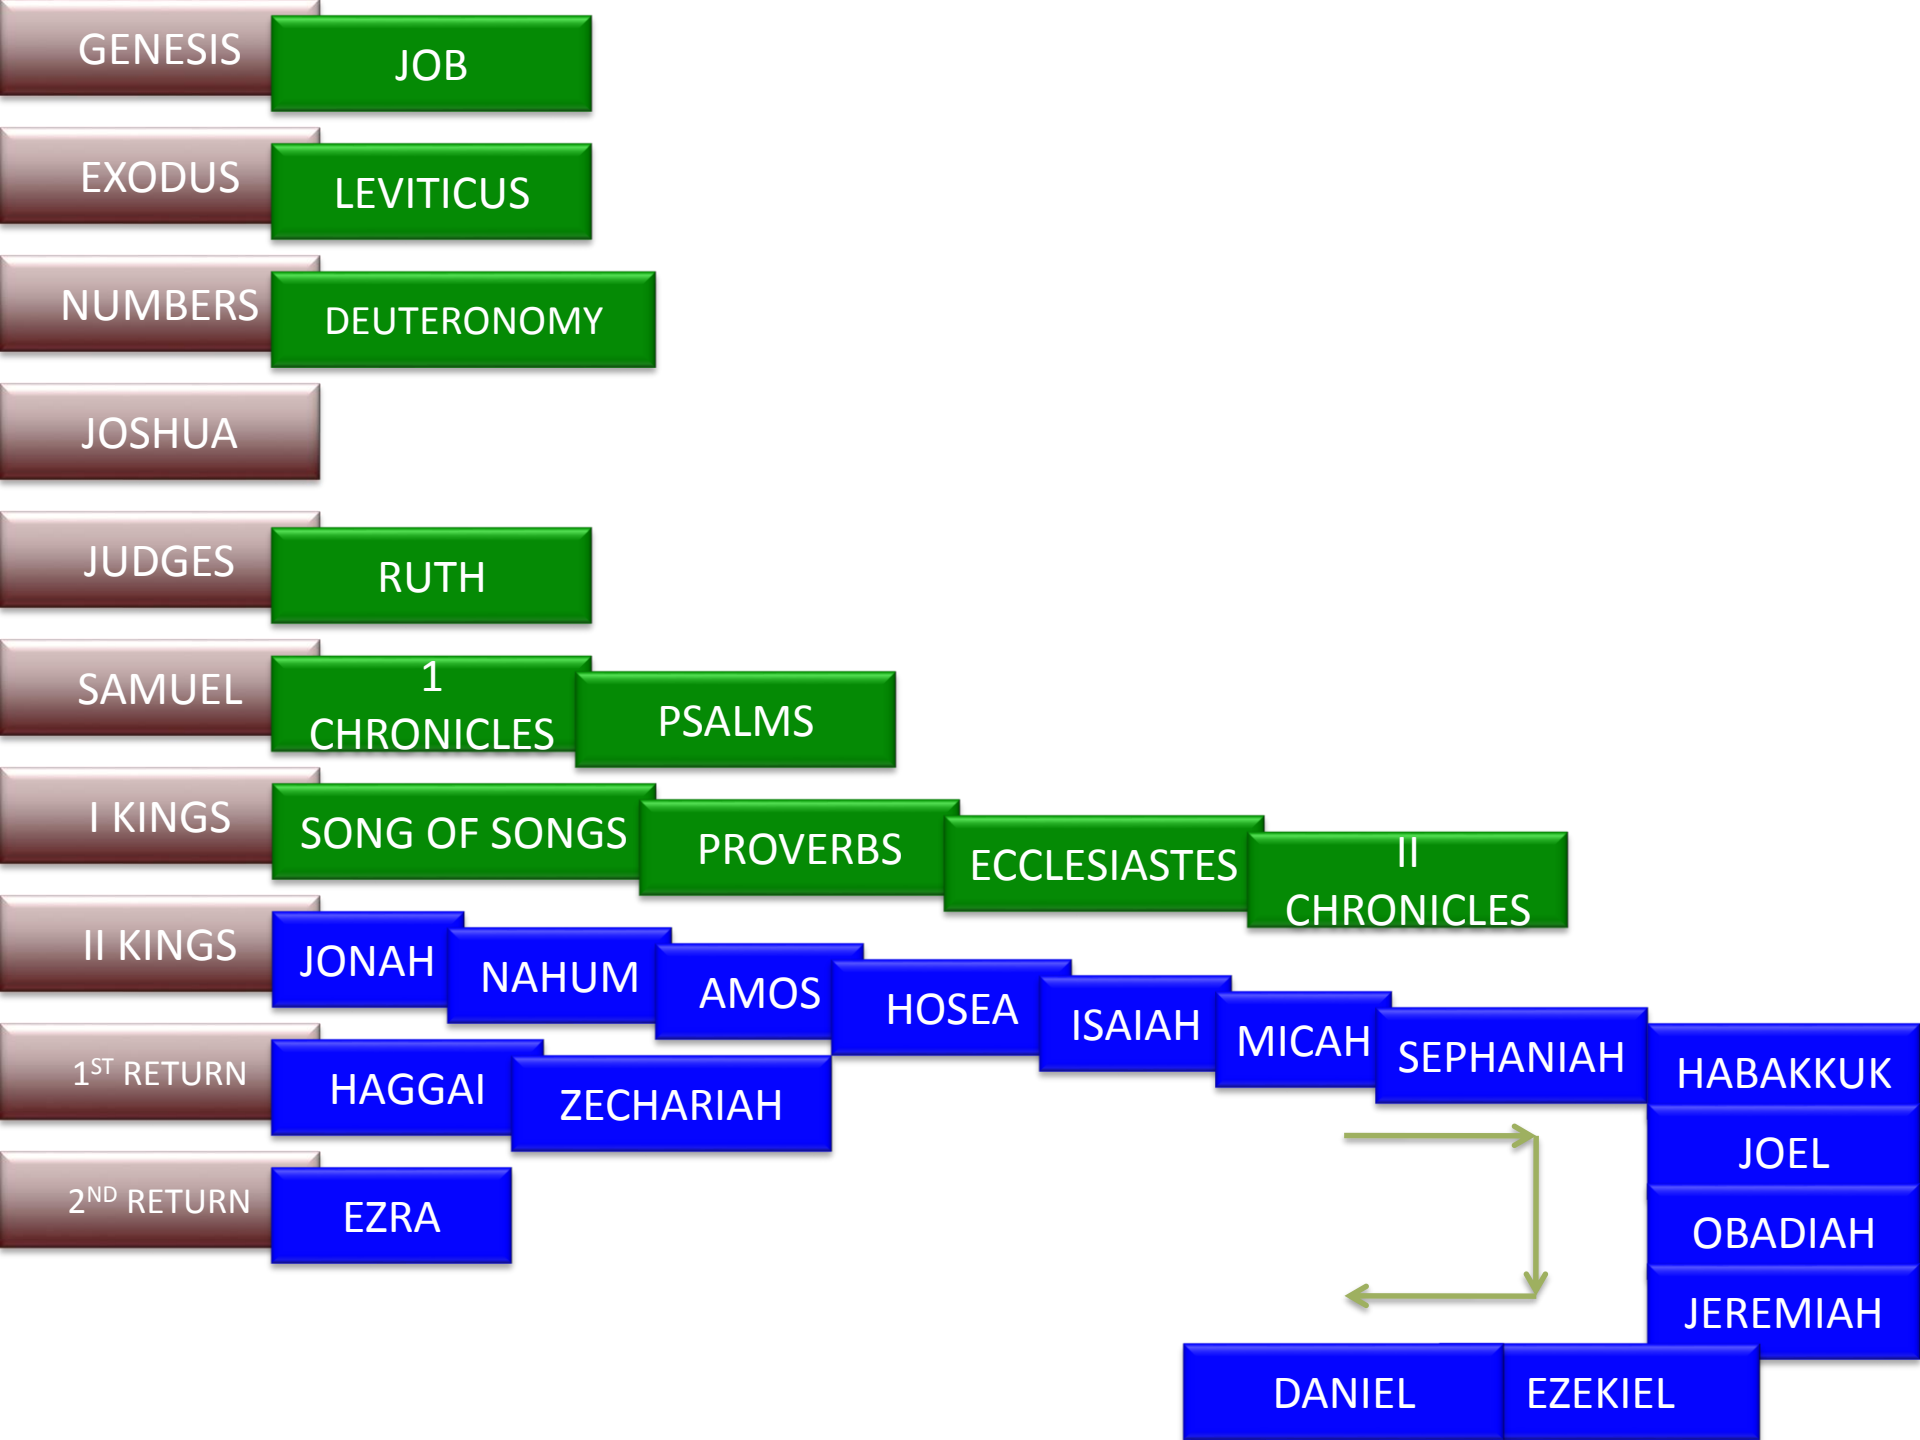 GENESIS
JOB
EXODUS
LEVITICUS
NUMBERS
DEUTERONOMY
JOSHUA
JUDGES
RUTH
SAMUEL
1
CHRONICLES
PSALMS
I KINGS
SONG OF SONGS
PROVERBS
ECCLESIASTES
II
CHRONICLES
II KINGS
JONAH
NAHUM
AMOS
HOSEA
ISAIAH
MICAH
SEPHANIAH
HABAKKUK
JOEL
OBADIAH
JEREMIAH
EZEKIEL
DANIEL
1ST RETURN
HAGGAI
ZECHARIAH
2ND RETURN
EZRA